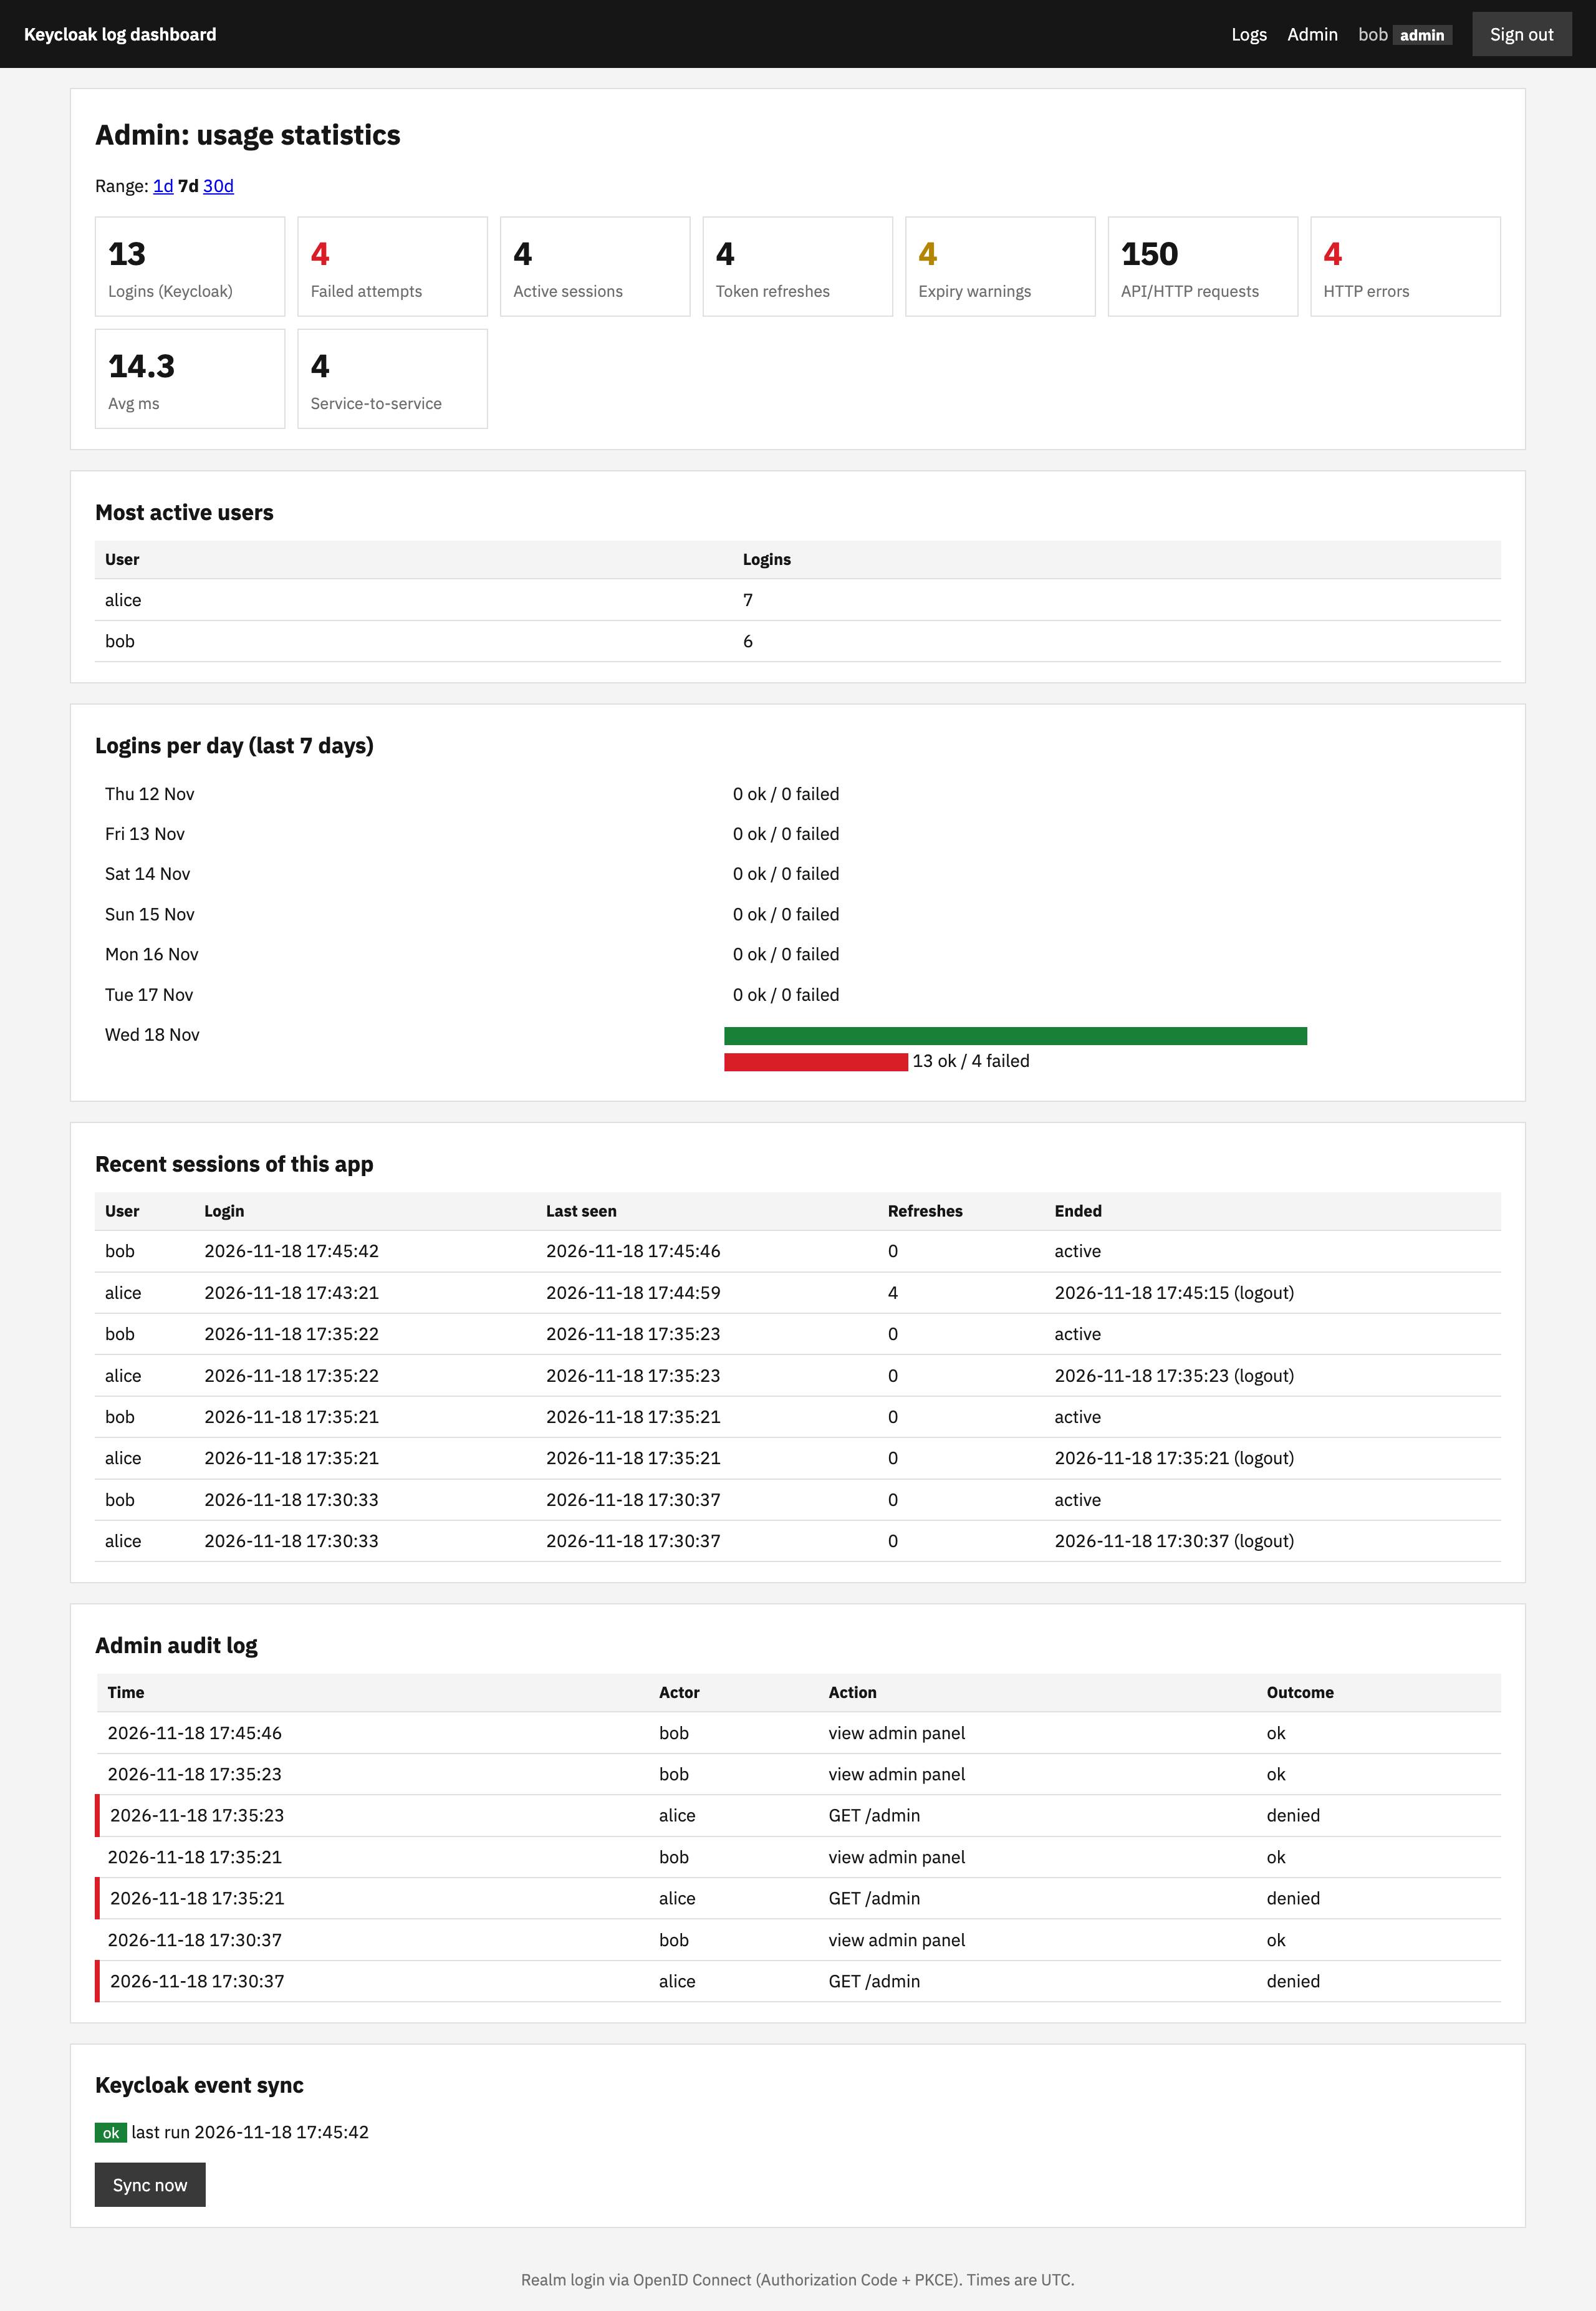 Keycloak log dashboard
Logs Admin bob admin Sign out
Admin: usage statistics
Range: 1d 7d 30d
13
Logins (Keycloak)
4
Failed attempts
4
Active sessions
4
Token refreshes
4
Expiry warnings
150
API/HTTP requests
4
HTTP errors
14.3
Avg ms
4
Service-to-service
Most active users
User Logins
alice 7
bob 6
Logins per day (last 7 days)
Thu 12 Nov 0 ok / 0 failed
Fri 13 Nov 0 ok / 0 failed
Sat 14 Nov 0 ok / 0 failed
Sun 15 Nov 0 ok / 0 failed
Mon 16 Nov 0 ok / 0 failed
Tue 17 Nov 0 ok / 0 failed
Wed 18 Nov
13 ok / 4 failed
Recent sessions of this app
User Login Last seen Refreshes Ended
bob 2026-11-18 17:45:42 2026-11-18 17:45:46 0 active
alice 2026-11-18 17:43:21 2026-11-18 17:44:59 4 2026-11-18 17:45:15 (logout)
bob 2026-11-18 17:35:22 2026-11-18 17:35:23 0 active
alice 2026-11-18 17:35:22 2026-11-18 17:35:23 0 2026-11-18 17:35:23 (logout)
bob 2026-11-18 17:35:21 2026-11-18 17:35:21 0 active
alice 2026-11-18 17:35:21 2026-11-18 17:35:21 0 2026-11-18 17:35:21 (logout)
bob 2026-11-18 17:30:33 2026-11-18 17:30:37 0 active
alice 2026-11-18 17:30:33 2026-11-18 17:30:37 0 2026-11-18 17:30:37 (logout)
Admin audit log
Time Actor Action Outcome
2026-11-18 17:45:46 bob view admin panel ok
2026-11-18 17:35:23 bob view admin panel ok
2026-11-18 17:35:23 alice GET /admin denied
2026-11-18 17:35:21 bob view admin panel ok
2026-11-18 17:35:21 alice GET /admin denied
2026-11-18 17:30:37 bob view admin panel ok
2026-11-18 17:30:37 alice GET /admin denied
Keycloak event sync
ok last run 2026-11-18 17:45:42
Sync now
Realm login via OpenID Connect (Authorization Code + PKCE). Times are UTC.